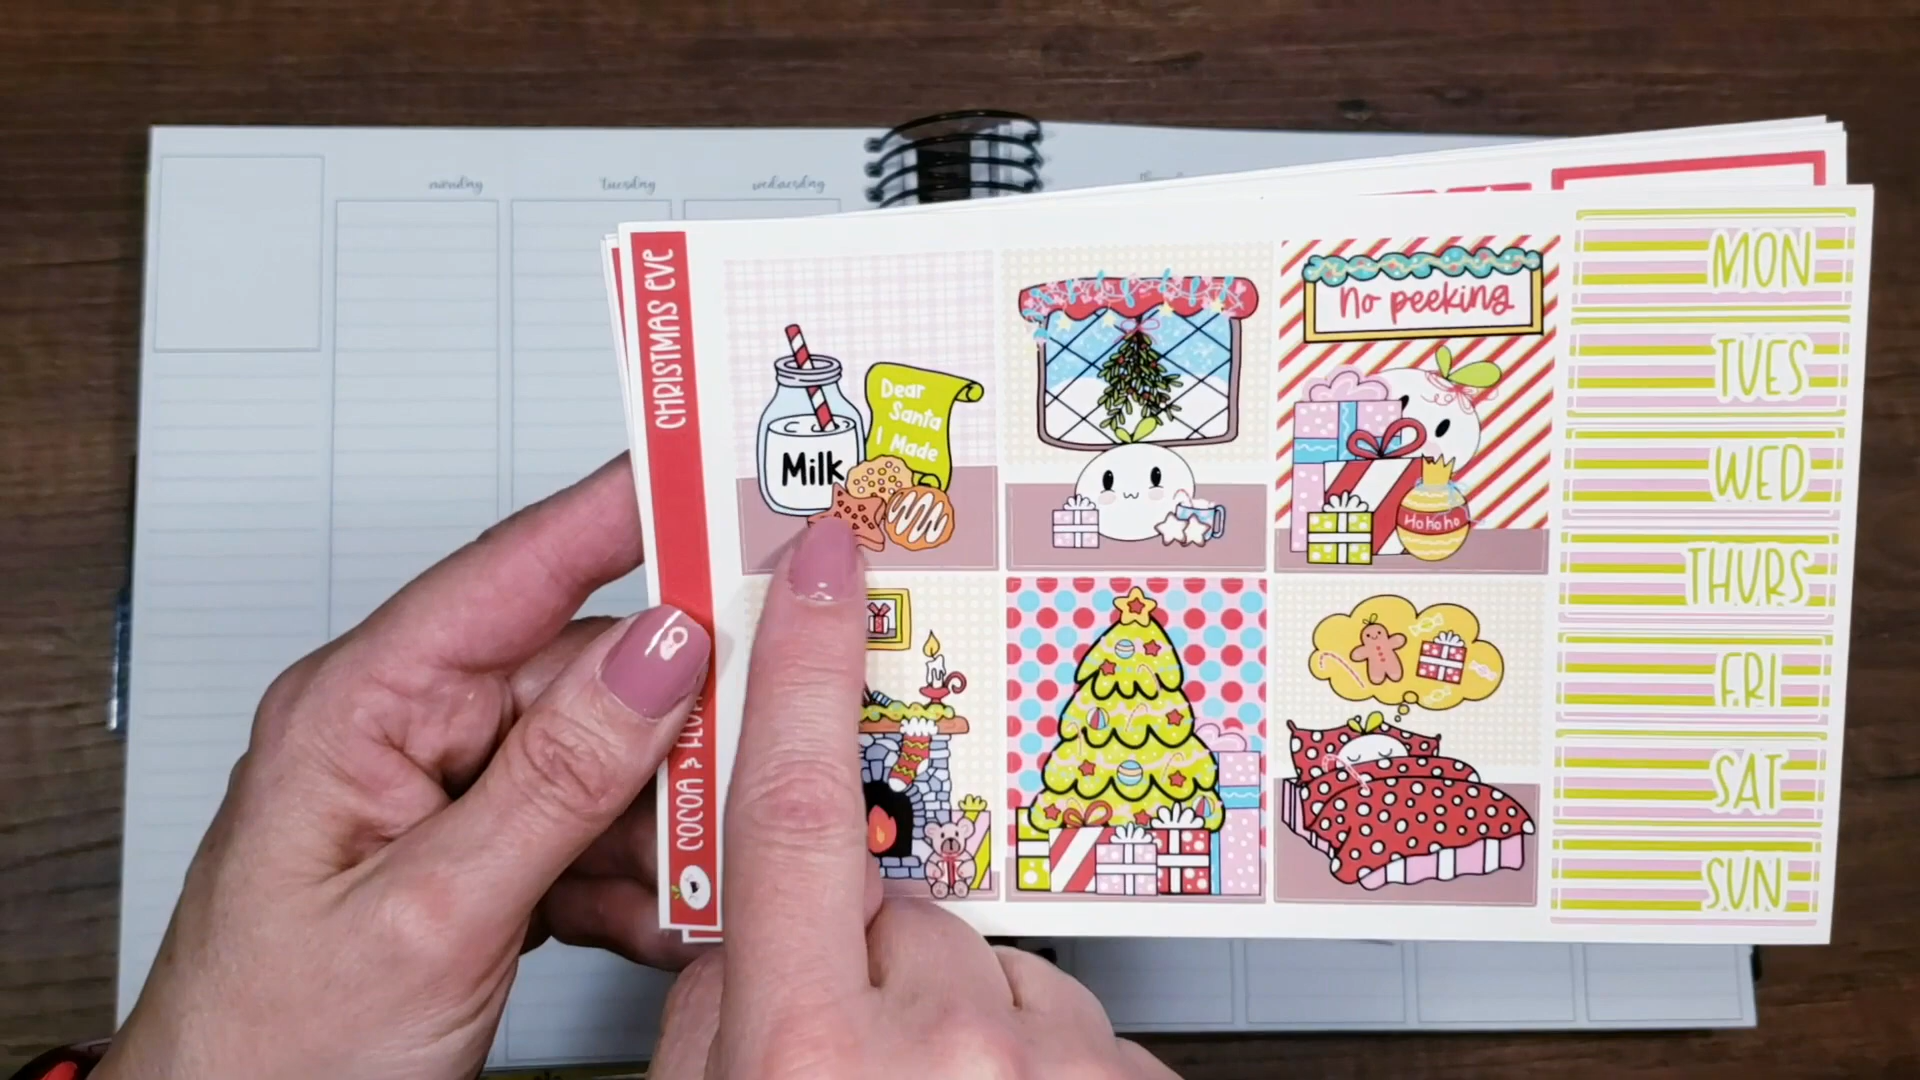 monday
tuesday
wednesday
CHRISTMAS EVE
COCOA &
Milk
Dear
Santa
I Made
No peeking
Ho ho ho
MON
TUES
WED
THURS
FRI
SAT
SUN